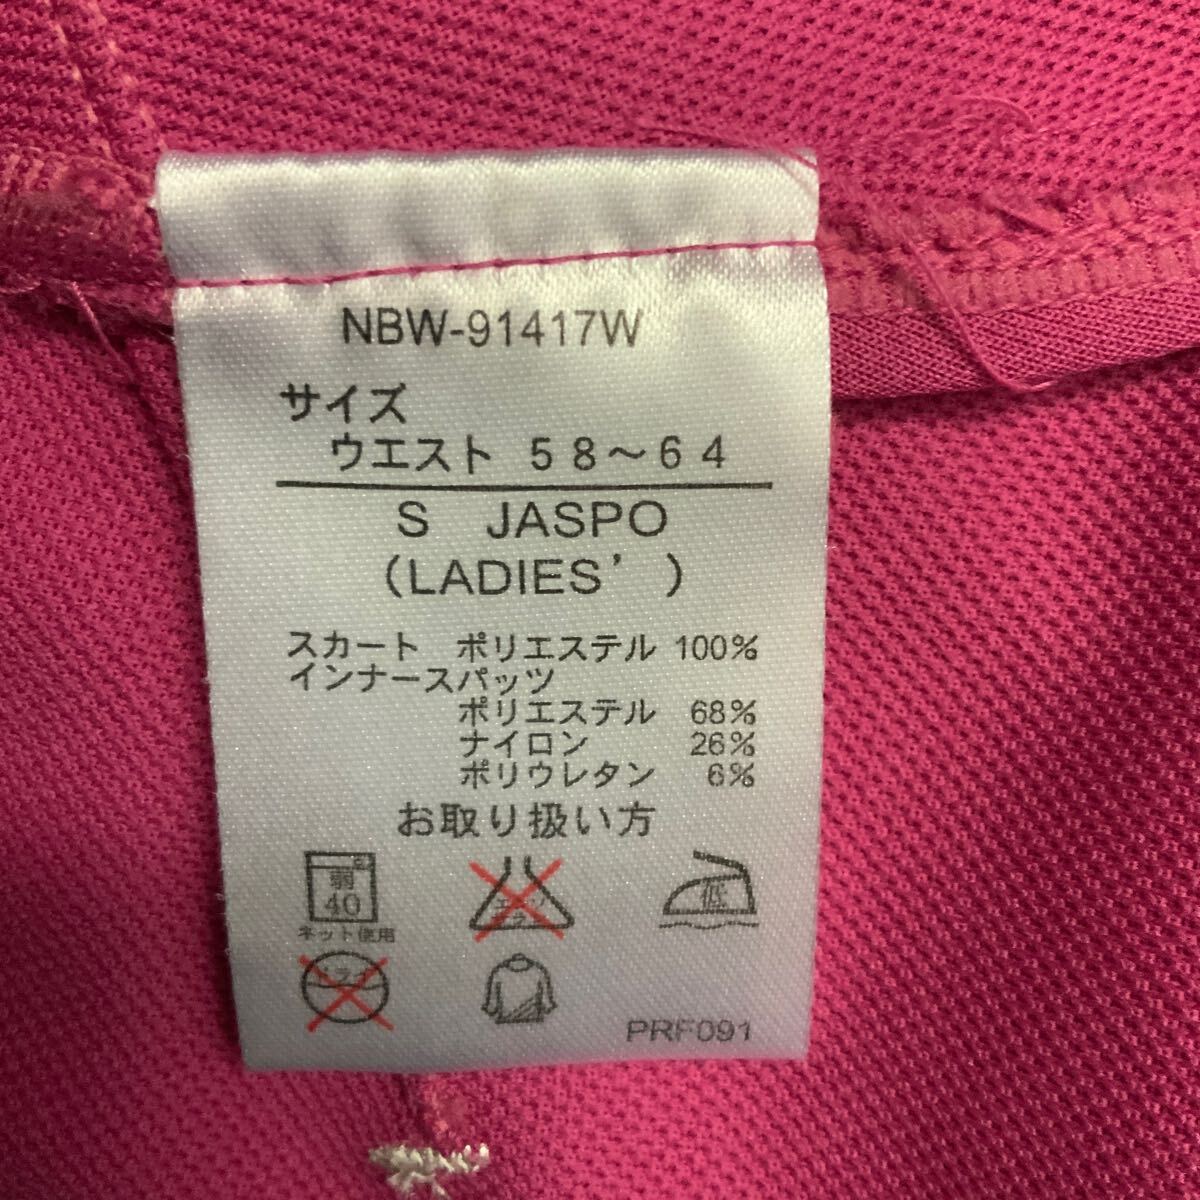 NBW-91417W
サイズ
ウエスト 58～64
S JASPO
(LADIES’)
スカート ポリエステル 100%
インナースパッツ
ポリエステル 68%
ナイロン 26%
ポリウレタン 6%
お取り扱い方
弱
40
ネット使用
低
PRF091